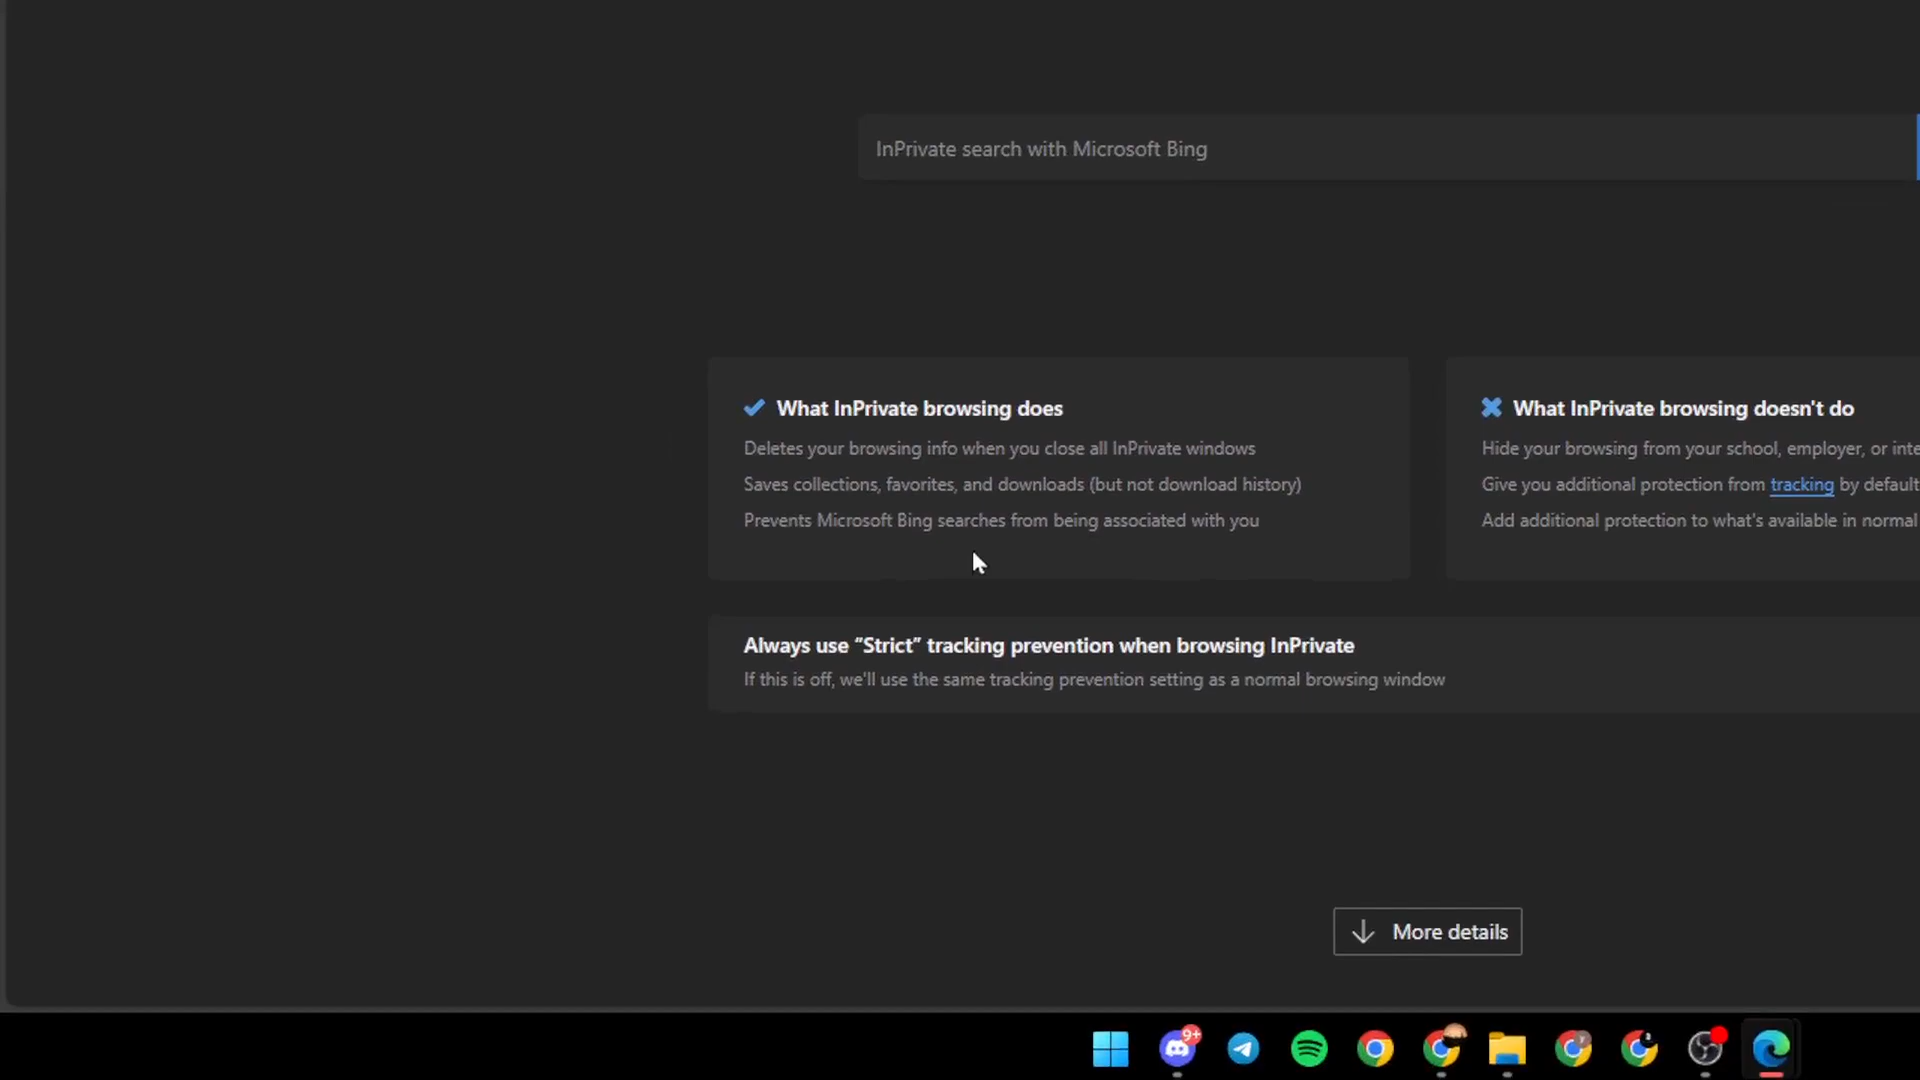 InPrivate search with Microsoft Bing
What InPrivate browsing does
Deletes your browsing info when you close all InPrivate windows
Saves collections, favorites, and downloads (but not download history)
Prevents Microsoft Bing searches from being associated with you
What InPrivate browsing doesn't do
Hide your browsing from your school, employer, or inte
Give you additional protection from tracking by default
Add additional protection to what's available in normal
Always use “Strict” tracking prevention when browsing InPrivate
If this is off, we'll use the same tracking prevention setting as a normal browsing window
More details
9+